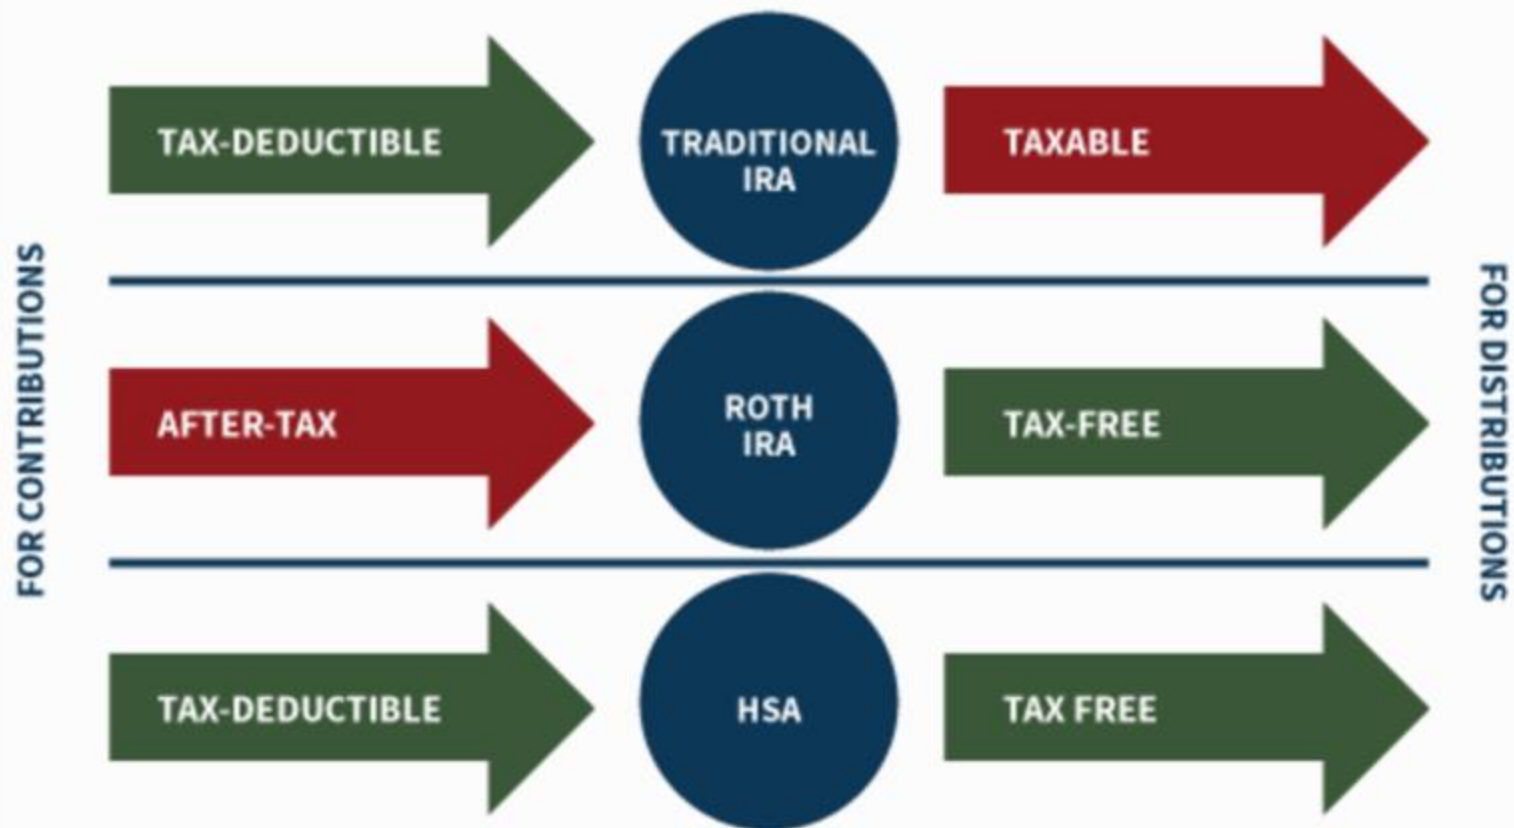 FOR CONTRIBUTIONS
TAX-DEDUCTIBLE
TRADITIONAL
IRA
TAXABLE
AFTER-TAX
ROTH
IRA
TAX-FREE
TAX-DEDUCTIBLE
HSA
TAX FREE
FOR DISTRIBUTIONS